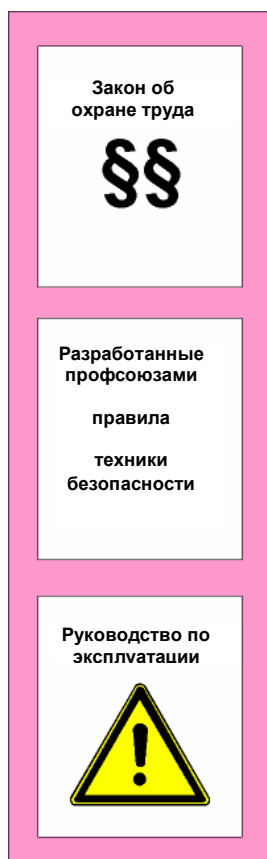 Закон об
охране труда
§§
Разработанные
профсоюзами
правила
техники
безопасности
Руководство по
эксплуатации
!